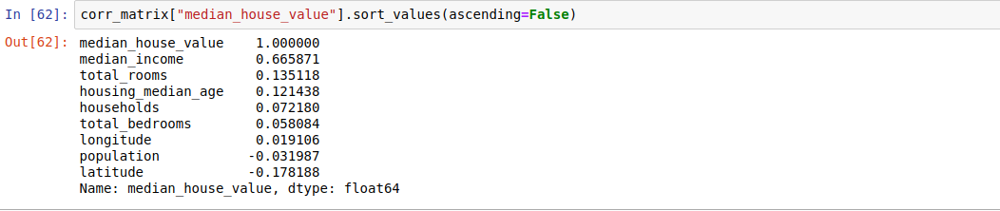 In [62]: corr_matrix["median_house_value"].sort_values(ascending=False)
Out[62]: median_house_value    1.000000
median_income         0.665871
total_rooms           0.135118
housing_median_age    0.121438
households            0.072180
total_bedrooms        0.058084
longitude             0.019106
population           -0.031987
latitude             -0.178188
Name: median_house_value, dtype: float64